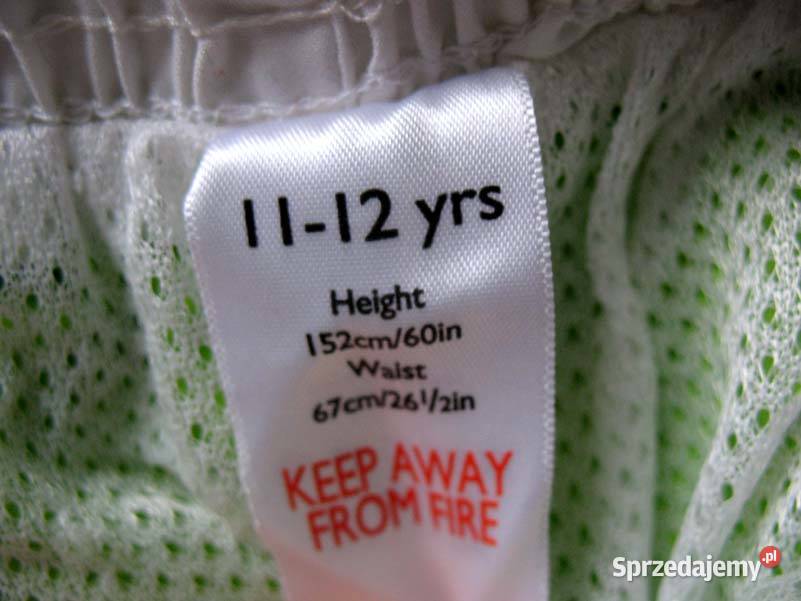 11-12 yrs
Height
152cm/60in
Waist
67cm/26½in
KEEP AWAY
FROM FIRE
Sprzedajemy.pl